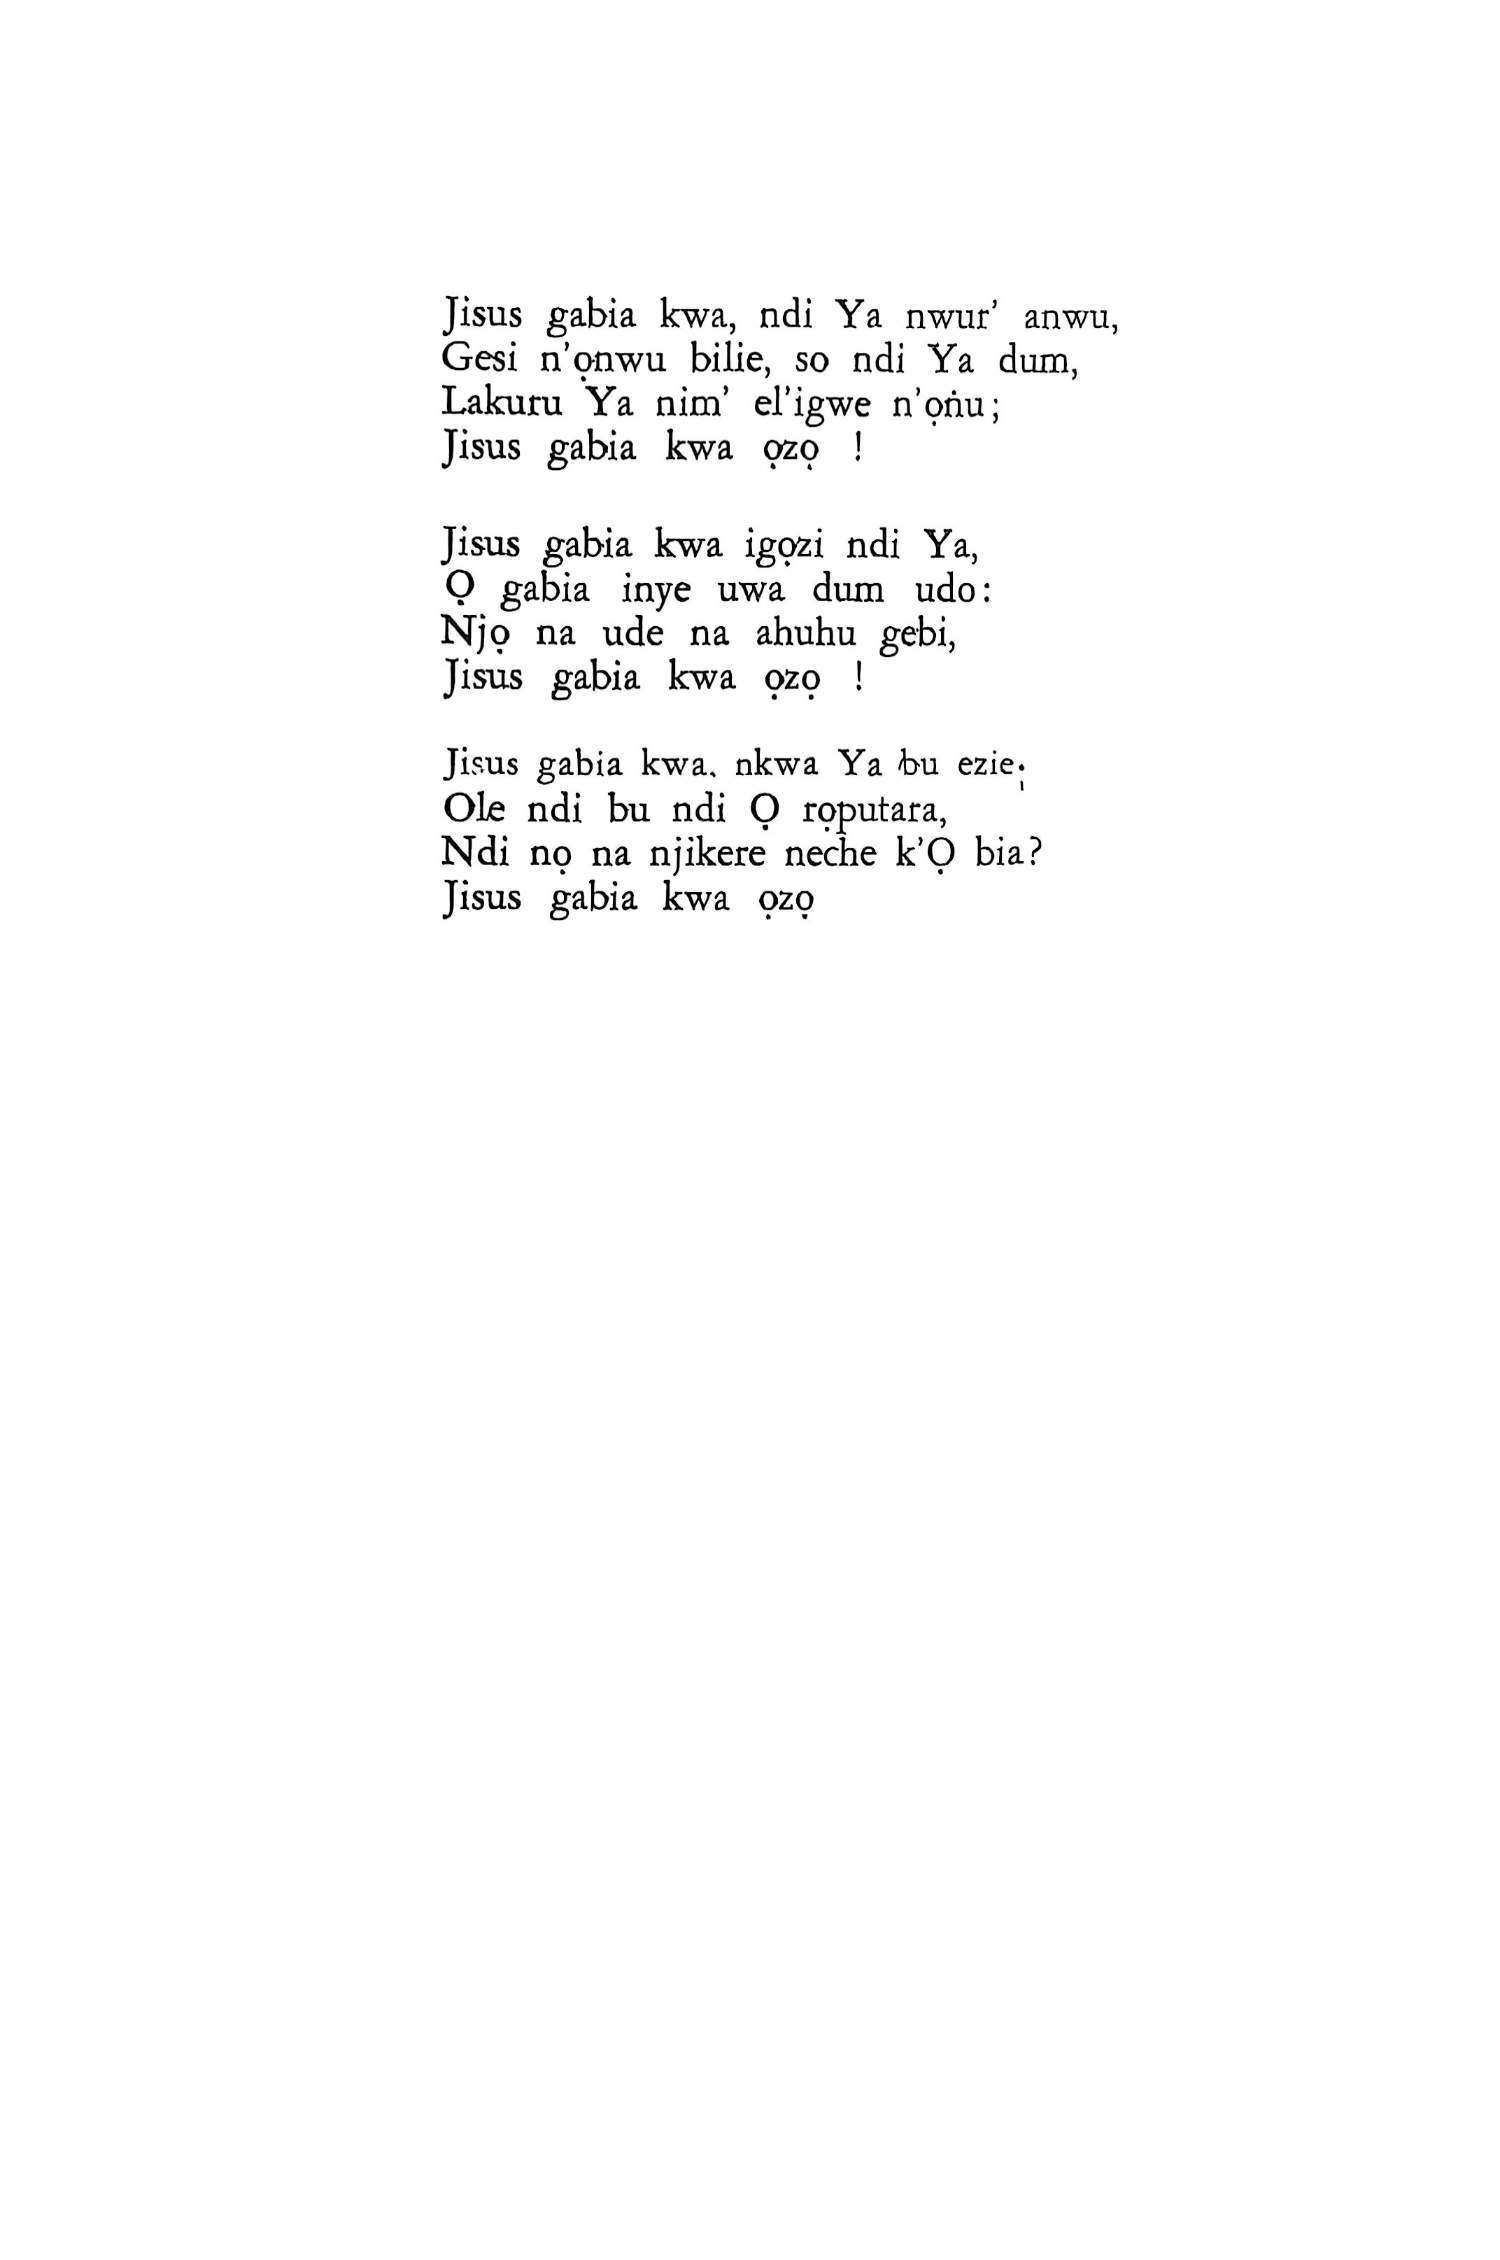 Jisus gabia kwa, ndi Ya nwur’ anwu,
Gesi n’ọnwu bilie, so ndi Ya dum,
Lakuru Ya nim’ el’igwe n’ọṅu;
Jisus gabia kwa ọzọ !
Jisus gabia kwa igọzi ndi Ya,
Ọ gabia inye uwa dum udo:
Njọ na ude na ahuhu gebi,
Jisus gabia kwa ọzọ !
Jisus gabia kwa, nkwa Ya bu ezie;
Ole ndi bu ndi Ọ rọputara,
Ndi nọ na njikere neche k’Ọ bia?
Jisus gabia kwa ọzọ